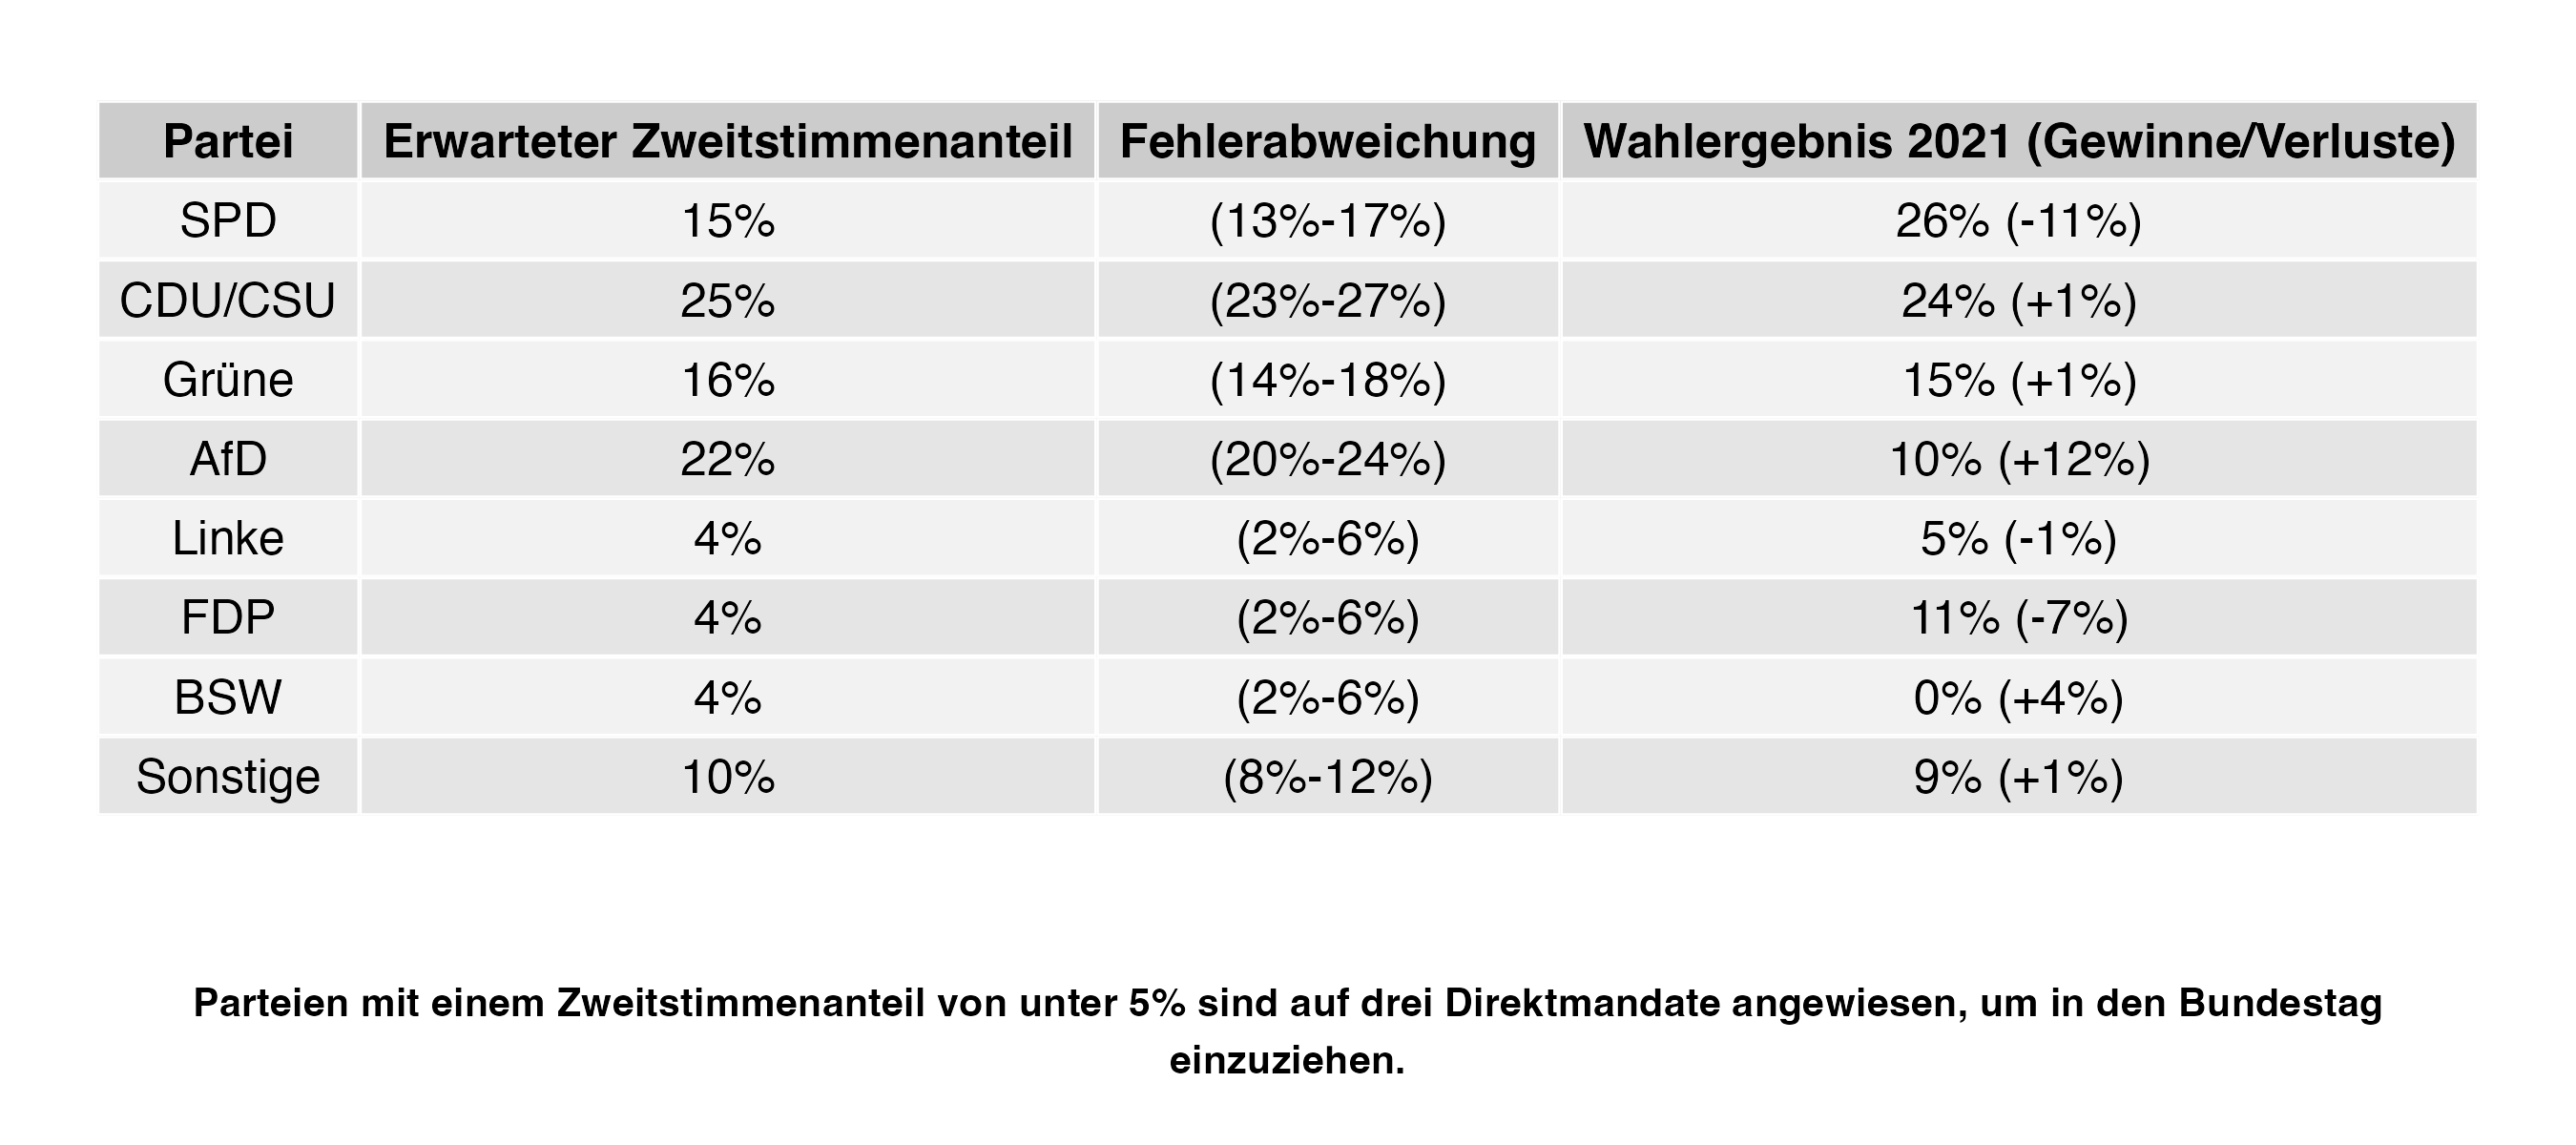 Partei Erwarteter Zweitstimmenanteil Fehlerabweichung Wahlergebnis 2021 (Gewinne/Verluste)
SPD 15% (13%-17%) 26% (-11%)
CDU/CSU 25% (23%-27%) 24% (+1%)
Grüne 16% (14%-18%) 15% (+1%)
AfD 22% (20%-24%) 10% (+12%)
Linke 4% (2%-6%) 5% (-1%)
FDP 4% (2%-6%) 11% (-7%)
BSW 4% (2%-6%) 0% (+4%)
Sonstige 10% (8%-12%) 9% (+1%)
Parteien mit einem Zweitstimmenanteil von unter 5% sind auf drei Direktmandate angewiesen, um in den Bundestag
einzuziehen.